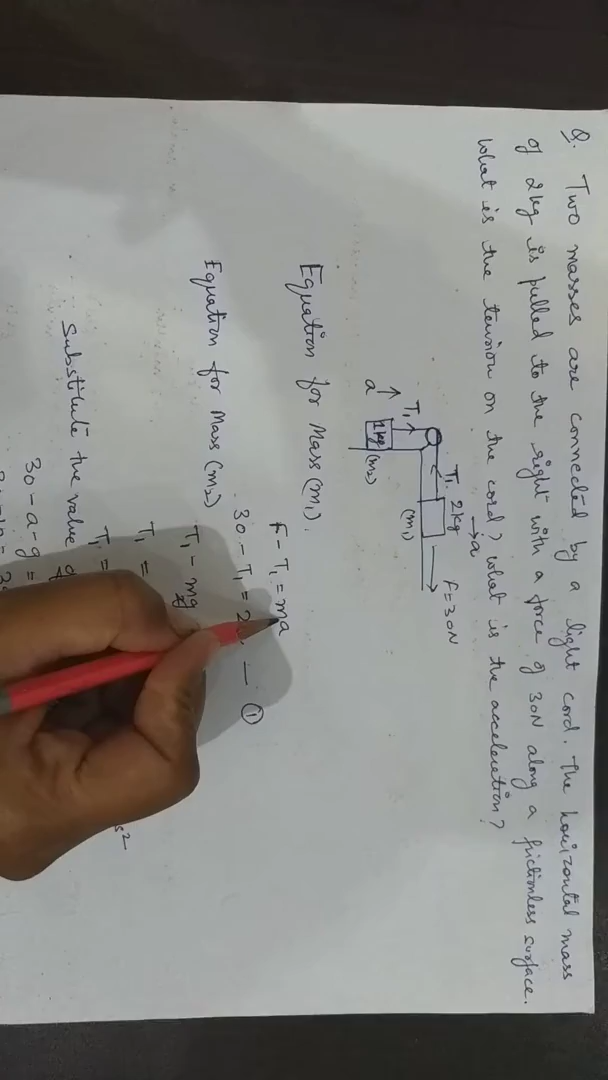 Q. Two masses are connected by a light cord. The horizontal mass
of 2kg is pulled to the right with a force of 30N along a frictionless surface.
What is the tension on the cord? What is the acceleration?
a
T1 2kg F=30N
(m1)
T1
1kg (m2)
a
Equation for Mass (m1).
F - T1 = ma
30 - T1 = 2 — ①
Equation for Mass (m2)
T1 - mg
T1 =
T1 =
s²
Substitute the value
30-a-g =